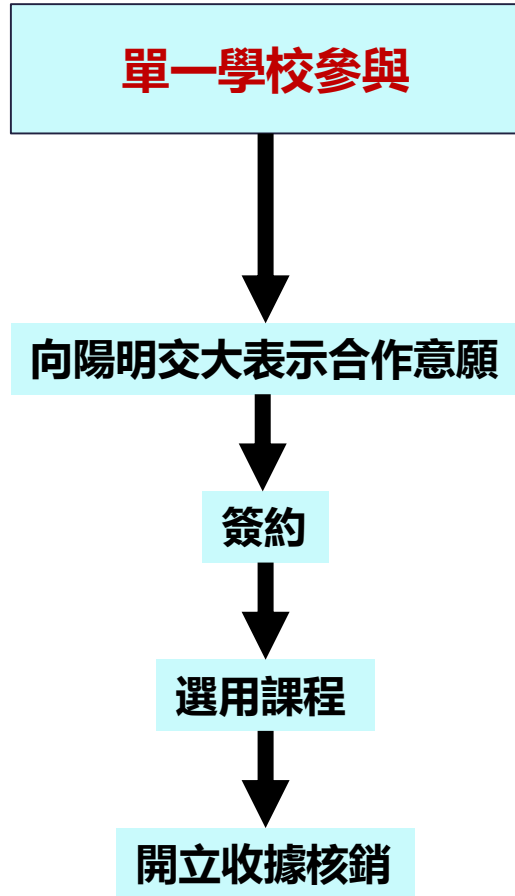 單一學校參與
向陽明交大表示合作意願
簽約
選用課程
開立收據核銷